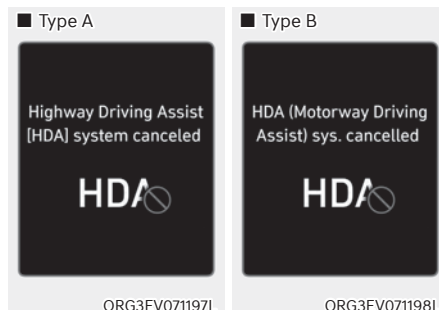 ■ Type A
■ Type B
Highway Driving Assist
[HDA] system canceled
HDA
HDA (Motorway Driving
Assist) sys. cancelled
HDA
ORG3EV071197L
ORG3EV071198L